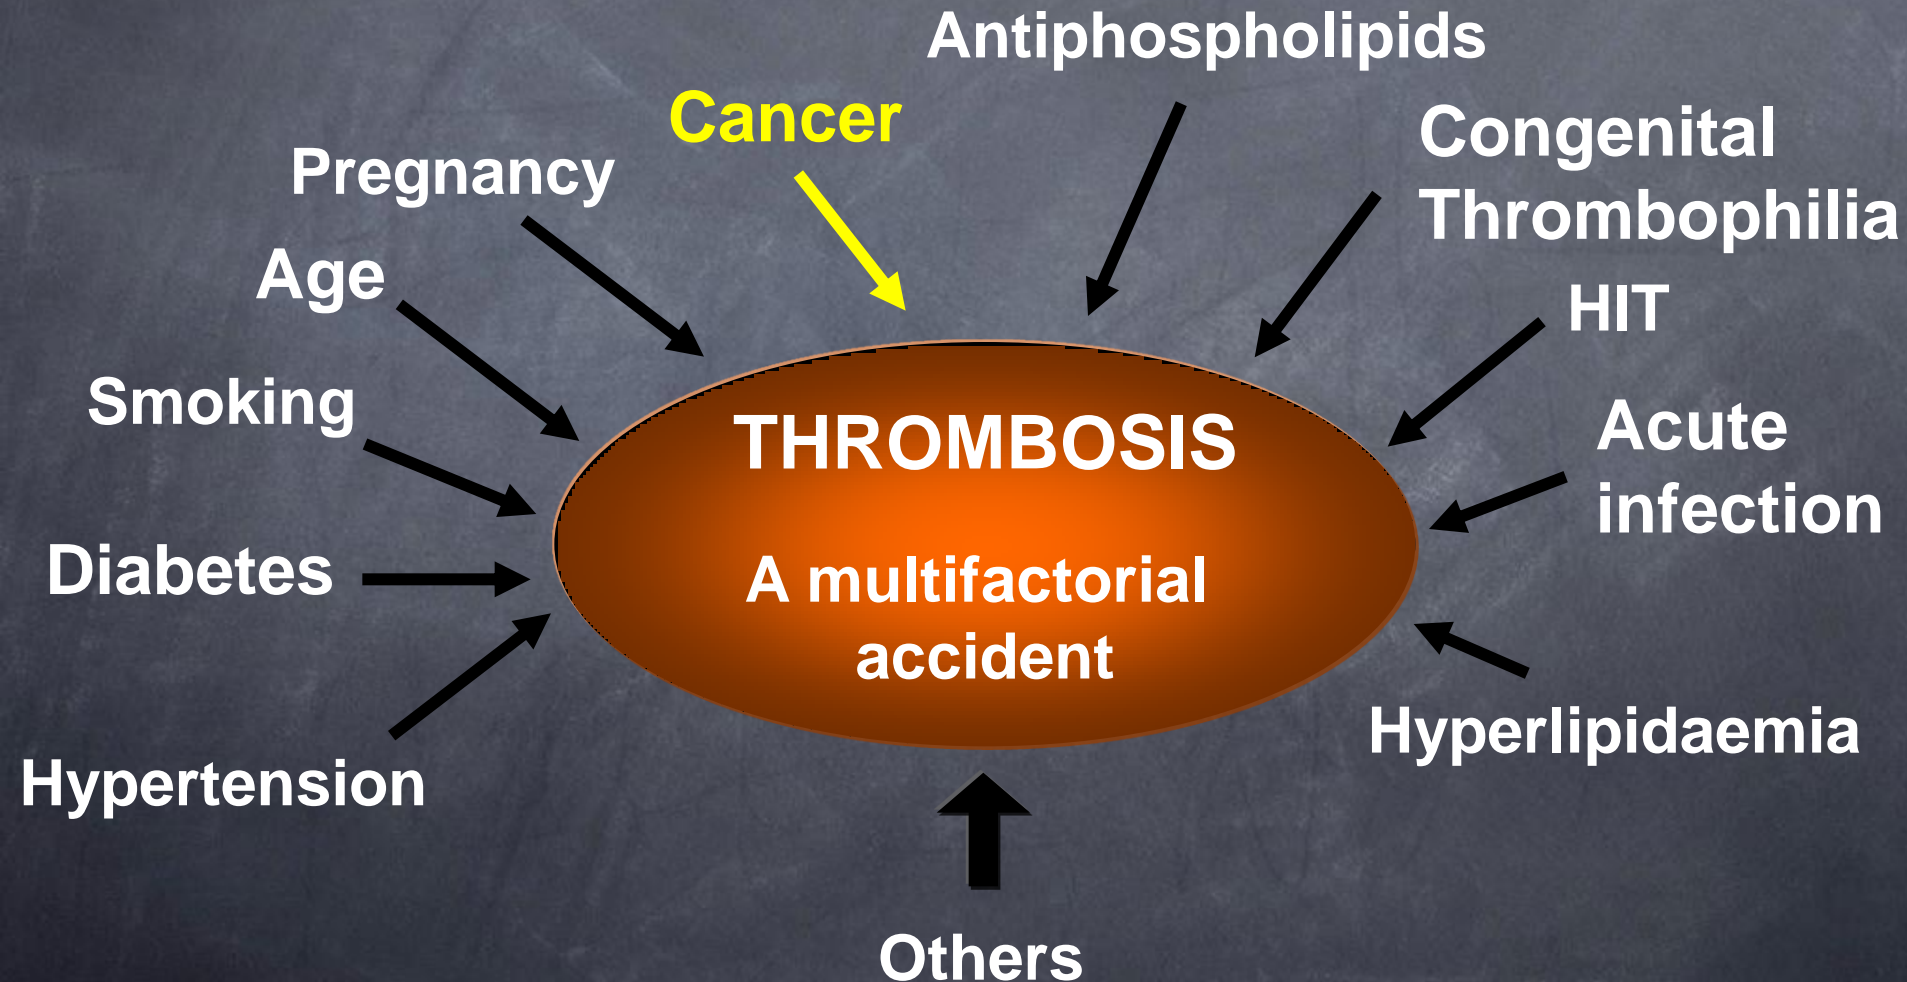 Antiphospholipids
Cancer
Congenital
Thrombophilia
Pregnancy
Age
HIT
Smoking
Acute
infection
THROMBOSIS
Diabetes
A multifactorial
accident
Hyperlipidaemia
Hypertension
Others